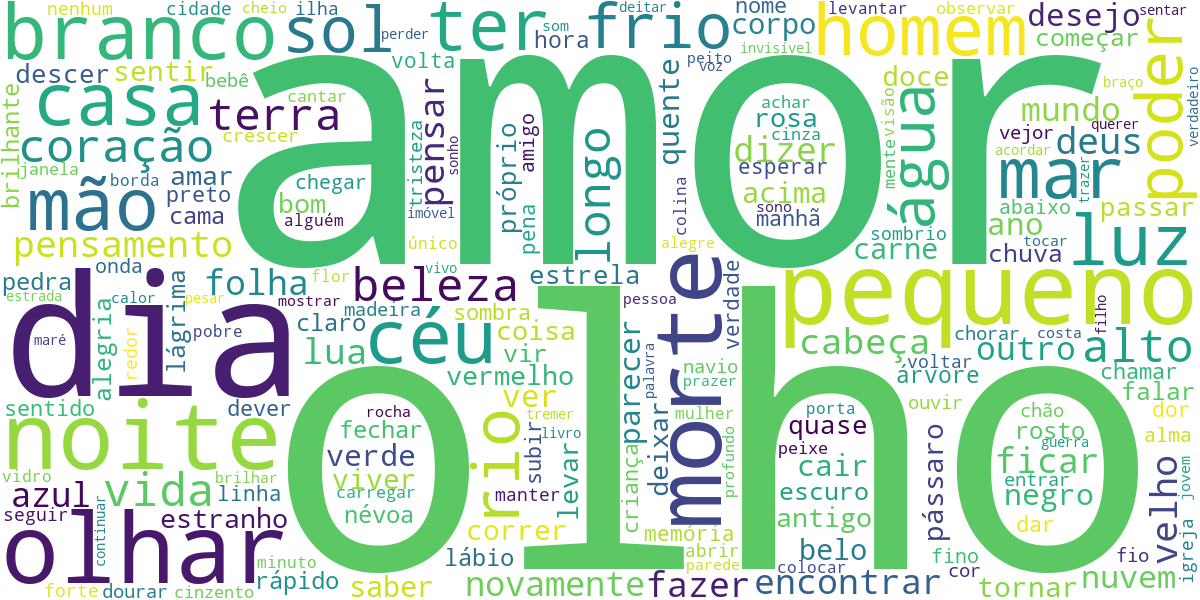 nenhum
cidade
cheio
ilha
perder
som
deitar
nome
levantar
observar
desejo
sentar
branco
sol
ter
hora
frio
corpo
invisível
homem
começar
descer
sentir
bebê
volta
peito
voz
quente
doce
mundo
braço
poder
verdadeiro
brilhante
casa
terra
cantar
crescer
pensar
amor
achar
rosa
cinza
dizer
mentevisão
água
vejor
querer
deus
acordar
coração
janela
borda
amar
chegar
tristeza
sonho
próprio
amigo
longo
esperar
acima
mar
trazer
mão
preto
cama
bom
alguém
imóvel
pena
colina
sono
manhã
sombrio
ano
abaixo
passar
tocar
pensamento
único
alegre
carne
chuva
luz
onda
pedra
folha
flor
vivo
beleza
estrela
pessoa
verdade
pequeno
estrada
calor
pesar
mostrar
madeira
sombra
morte
filho
dia
maré
alegria
redor
lágrima
pobre
claro
lua
céu
coisa
vir
parecer
palavra
navio
prazer
cabeça
chorar
costa
voltar
outro
alto
árvore
chamar
sentido
dever
vermelho
ver
olho
mulher
ouvir
falar
noite
rocha
fechar
rio
tremer
livro
subir
levar
criança
deixar
profundo
porta
quase
peixe
pássaro
chão
rosto
guerra
dor
alma
vidro
brilhar
verde
viver
carregar
manter
cair
ficar
entrar
velho
jovem
azul
vida
linha
névoa
escuro
negro
seguir
continuar
estranho
correr
memória
antigo
dar
igreja
olhar
minuto
lábio
abrir
parede
belo
colocar
fino
cor
fio
forte
dourar
cinzento
rápido
saber
novamente
fazer
encontrar
tornar
nuvem